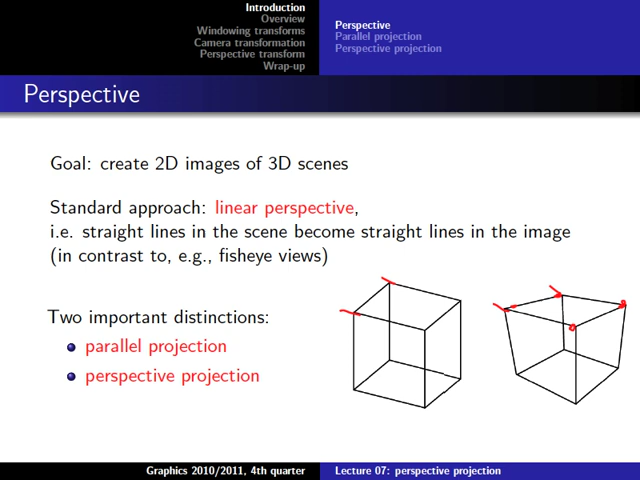 Introduction
Overview
Windowing transforms
Camera transformation
Perspective transform
Wrap-up
Perspective
Parallel projection
Perspective projection
Perspective
Goal: create 2D images of 3D scenes
Standard approach: linear perspective,
i.e. straight lines in the scene become straight lines in the image
(in contrast to, e.g., fisheye views)
Two important distinctions:
parallel projection
perspective projection
Graphics 2010/2011, 4th quarter
Lecture 07: perspective projection